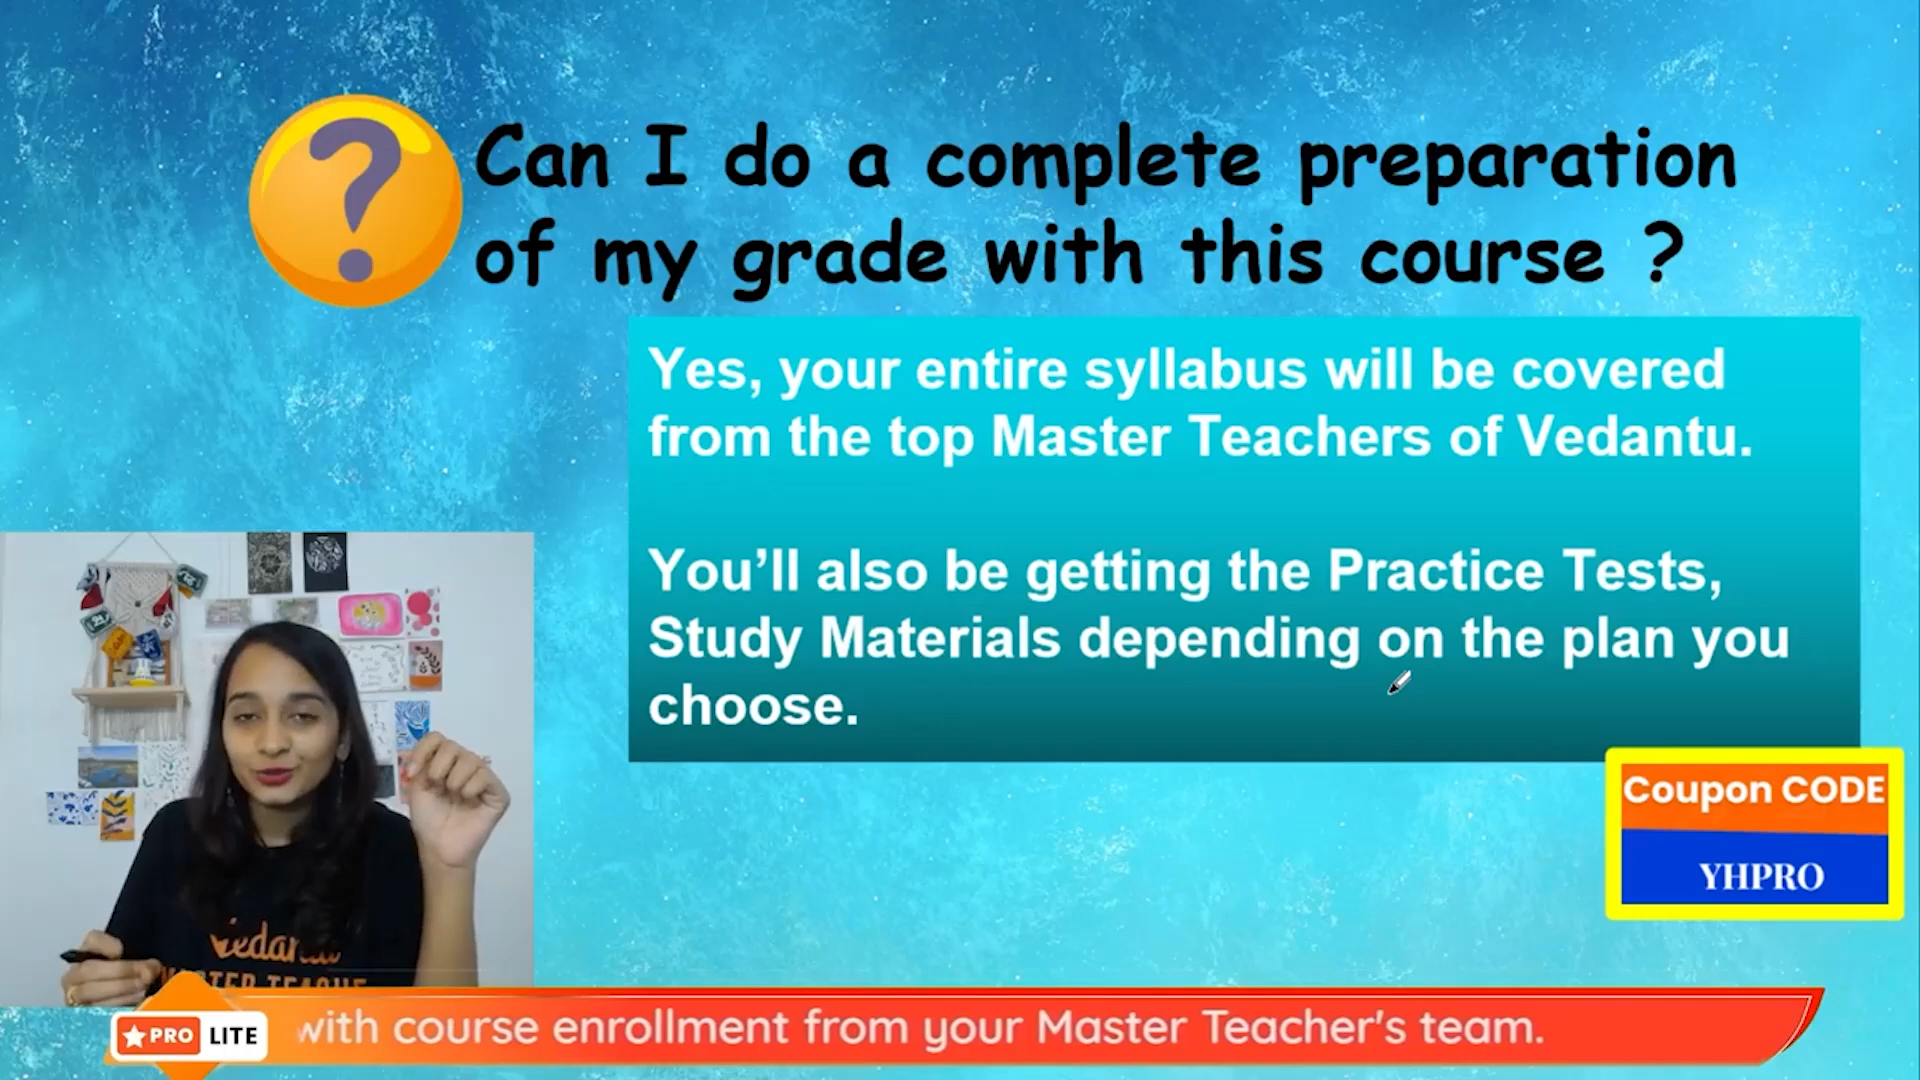 Can I do a complete preparation
of my grade with this course ?
Yes, your entire syllabus will be covered
from the top Master Teachers of Vedantu.
You’ll also be getting the Practice Tests,
Study Materials depending on the plan you
choose.
Coupon CODE
YHPRO
PRO LITE
with course enrollment from your Master Teacher's team.